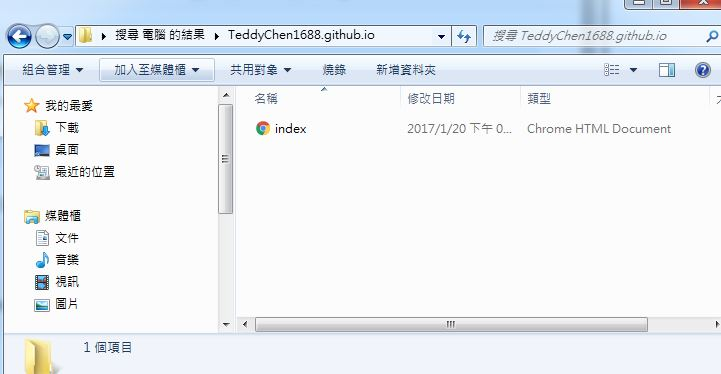 搜尋 電腦 的結果 TeddyChen1688.github.io 搜尋 TeddyChen1688.github.io
組合管理 加入至媒體櫃 共用對象 燒錄 新增資料夾
名稱 修改日期 類型
我的最愛
index 2017/1/20 下午 0... Chrome HTML Document
下載
桌面
最近的位置
媒體櫃
文件
音樂
視訊
圖片
1 個項目